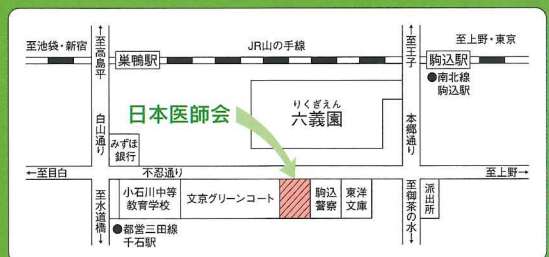 至池袋・新宿
←至高島平
巣鴨駅
JR山の手線
←至王子
至上野・東京
駒込駅
●南北線
駒込駅
りくぎえん
六義園
日本医師会
白山通り
本郷通り
みずほ
銀行
←至目白
不忍通り
至上野→
至水道橋→
小石川中等
教育学校
文京グリーンコート
駒込
警察
東洋
文庫
至御茶の水→
派出所
●都営三田線
千石駅